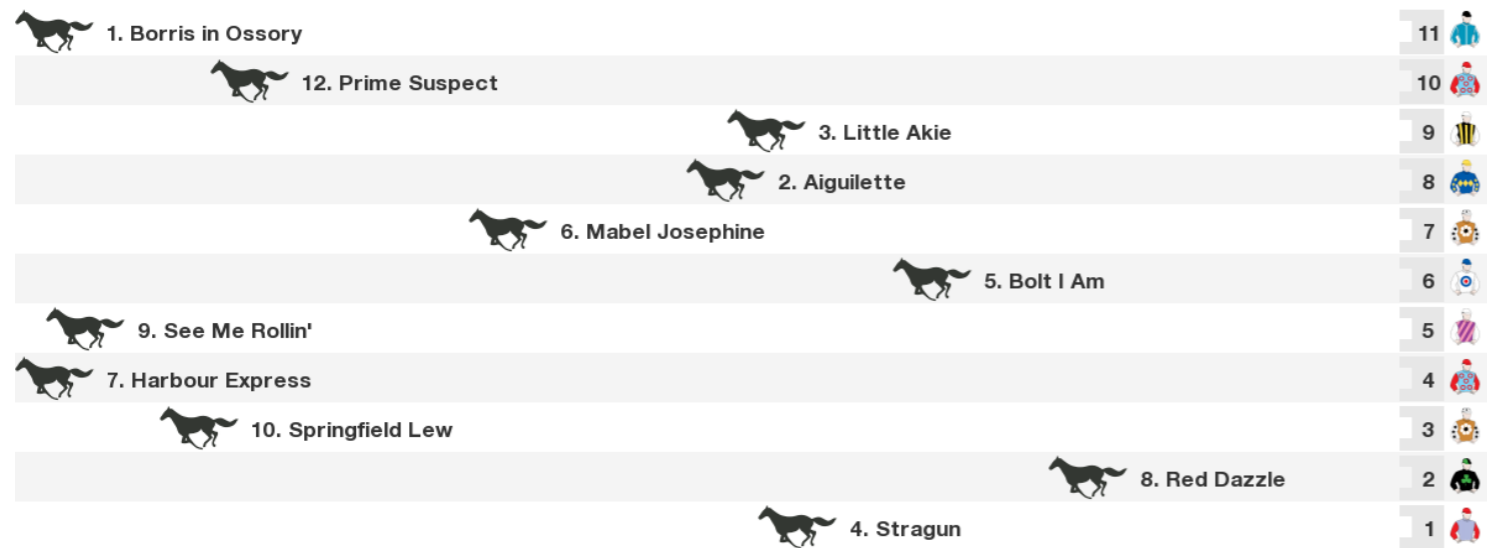 1. Borris in Ossory 11
12. Prime Suspect 10
3. Little Akie 9
2. Aiguilette 8
6. Mabel Josephine 7
5. Bolt I Am 6
9. See Me Rollin' 5
7. Harbour Express 4
10. Springfield Lew 3
8. Red Dazzle 2
4. Stragun 1